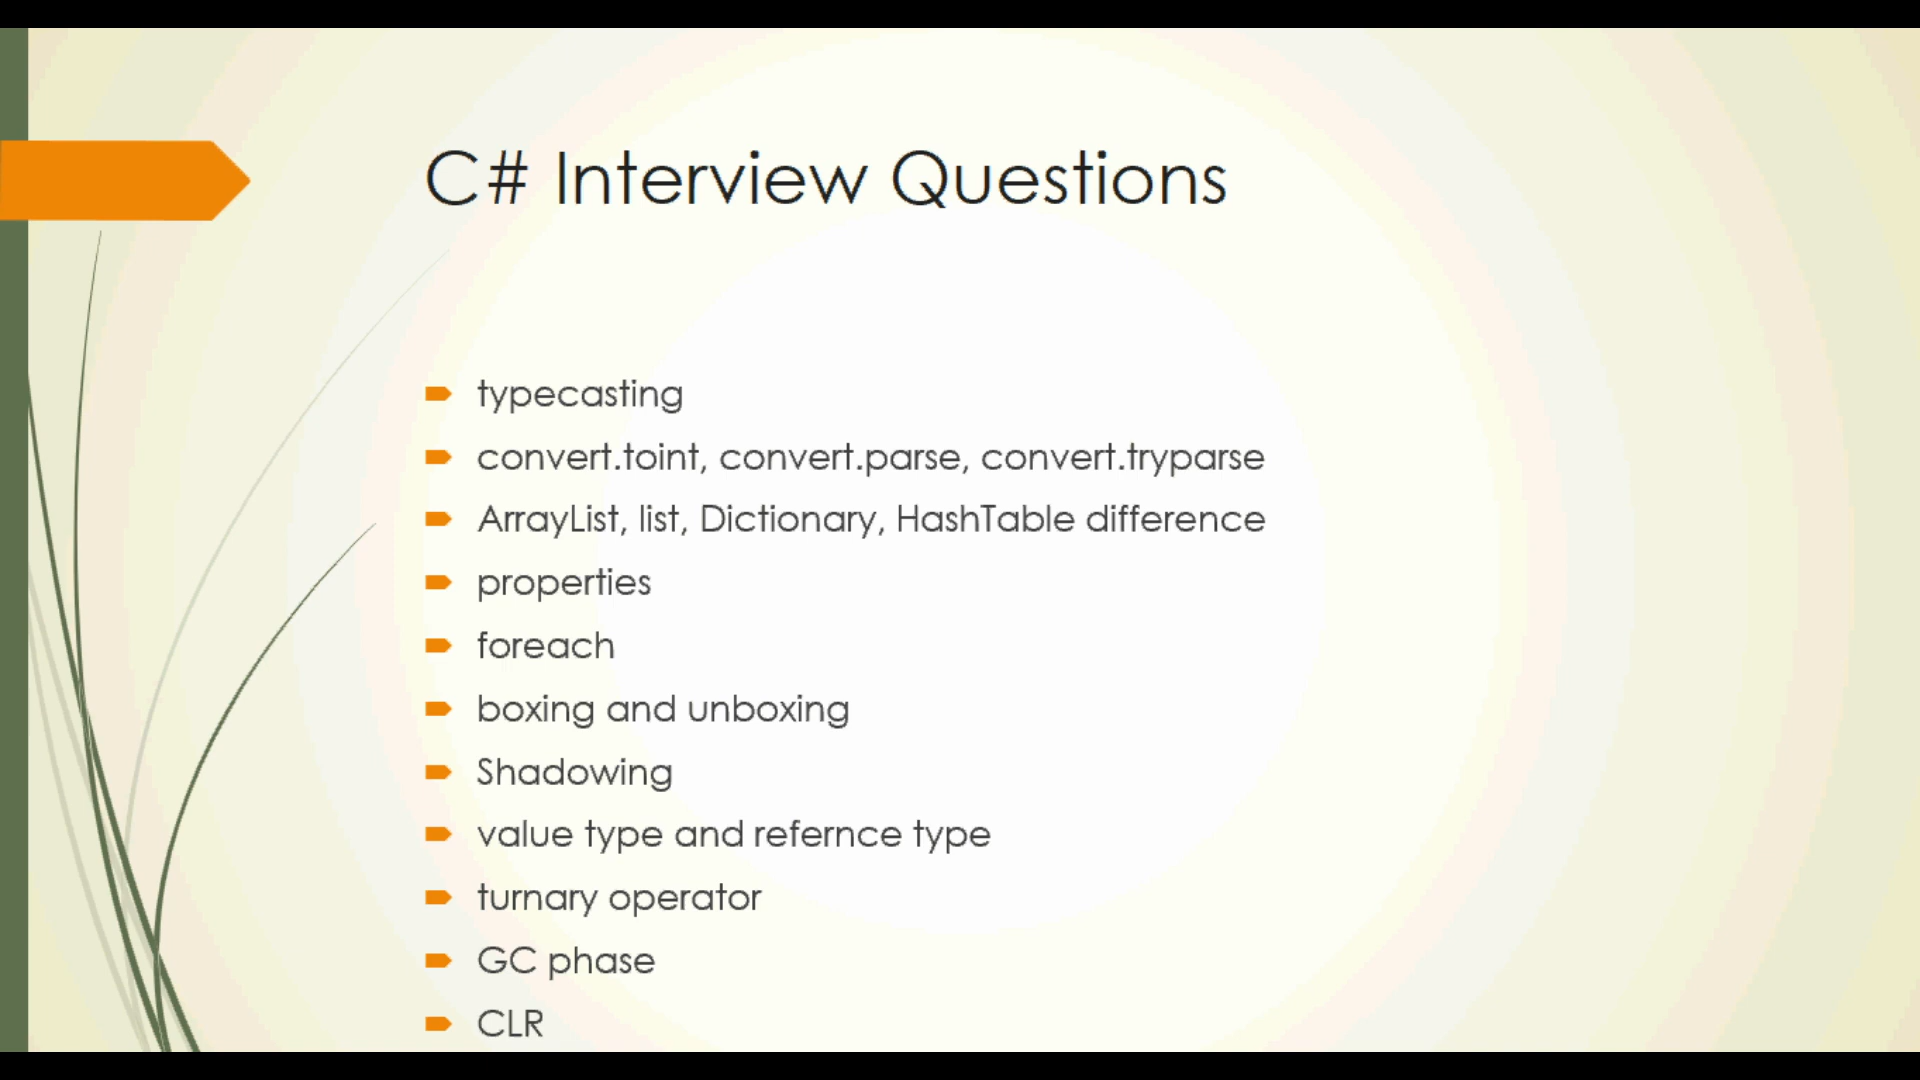 C# Interview Questions
typecasting
convert.toint, convert.parse, convert.tryparse
ArrayList, list, Dictionary, HashTable difference
properties
foreach
boxing and unboxing
Shadowing
value type and refernce type
turnary operator
GC phase
CLR